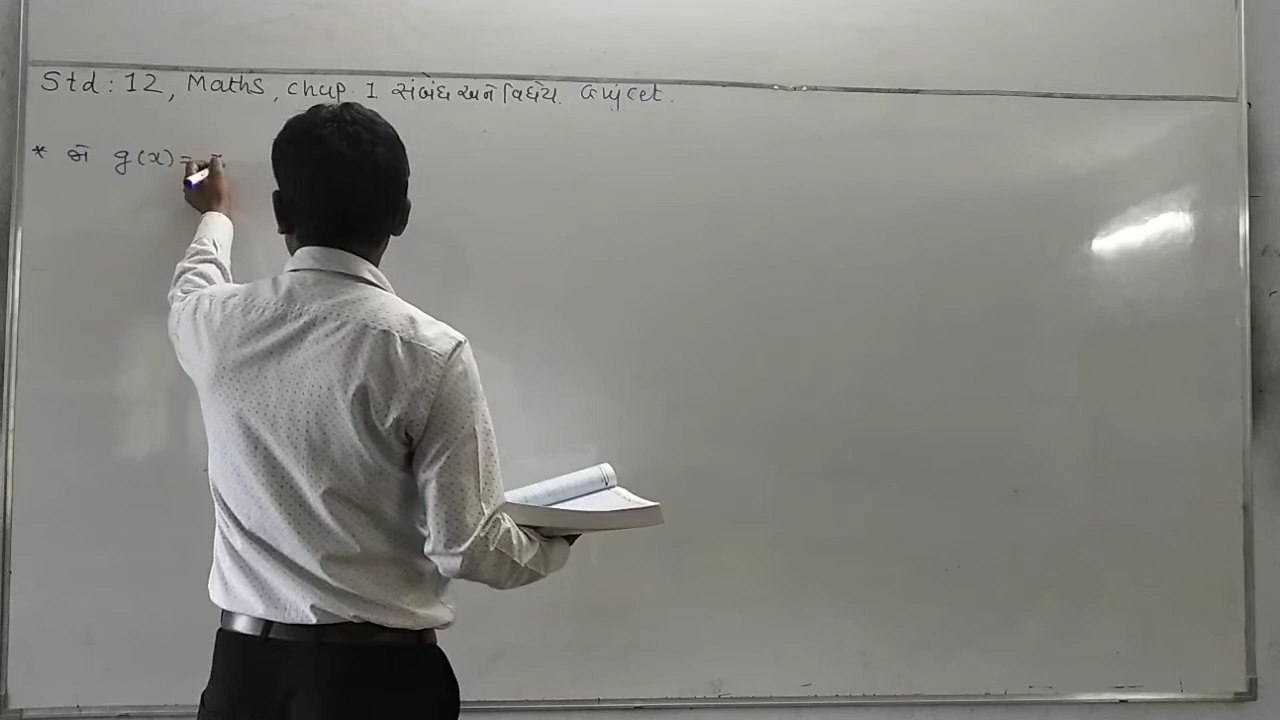 Std : 12, Maths, chap 1 સંબંધ અને વિધેય. Gujcet.
* જો g(x) =